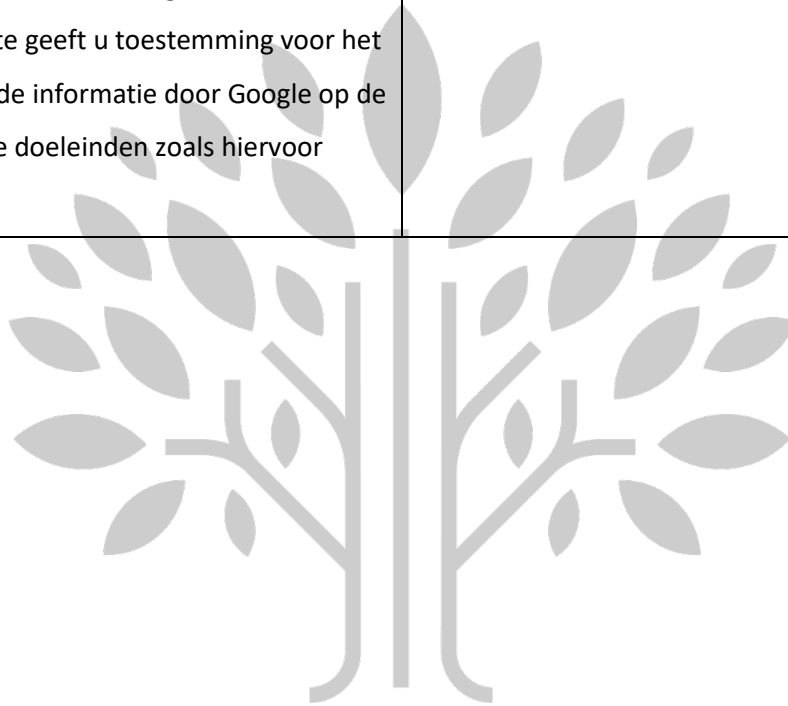 te geeft u toestemming voor het
de informatie door Google op de
e doeleinden zoals hiervoor